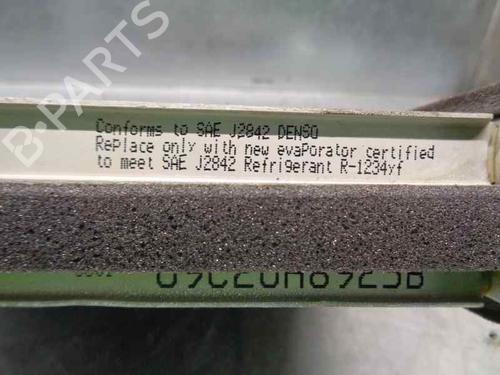 B-PARTS
Conforms to SAE J2842 DENSO
Replace only with new evaPorator certified
to meet SAE J2842 Refrigerant R-1234yf